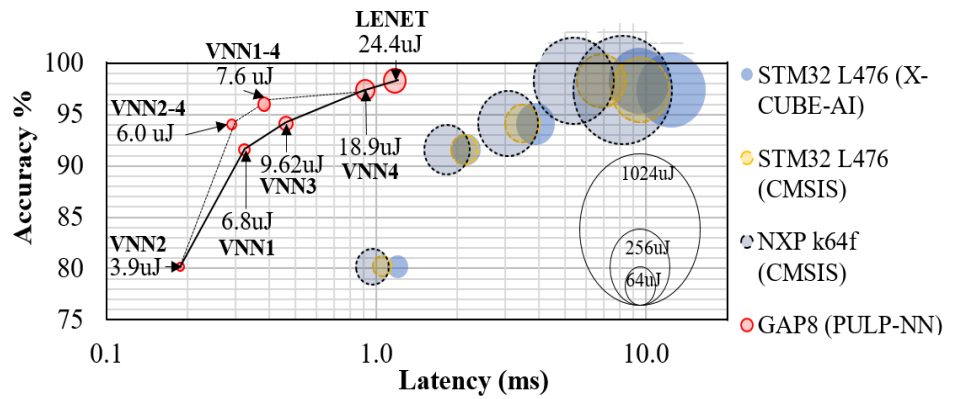 LENET
24.4uJ
VNN1-4
7.6 uJ
VNN2-4
6.0 uJ
9.62uJ
VNN3
18.9uJ
VNN4
6.8uJ
VNN1
VNN2
3.9uJ
1024uJ
256uJ
64uJ
Accuracy %
100
95
90
85
80
75
0.1
1.0
10.0
Latency (ms)
STM32 L476 (X-
CUBE-AI)
STM32 L476
(CMSIS)
NXP k64f
(CMSIS)
GAP8 (PULP-NN)